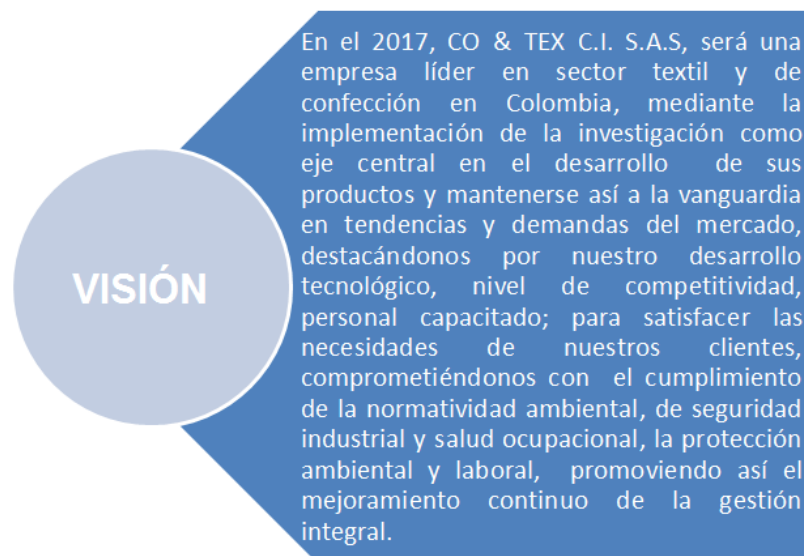 VISIÓN
En el 2017, CO & TEX C.I. S.A.S, será una
empresa líder en sector textil y de
confección en Colombia, mediante la
implementación de la investigación como
eje central en el desarrollo de sus
productos y mantenerse así a la vanguardia
en tendencias y demandas del mercado,
destacándonos por nuestro desarrollo
tecnológico, nivel de competitividad,
personal capacitado; para satisfacer las
necesidades de nuestros clientes,
comprometiéndonos con el cumplimiento
de la normatividad ambiental, de seguridad
industrial y salud ocupacional, la protección
ambiental y laboral, promoviendo así el
mejoramiento continuo de la gestión
integral.